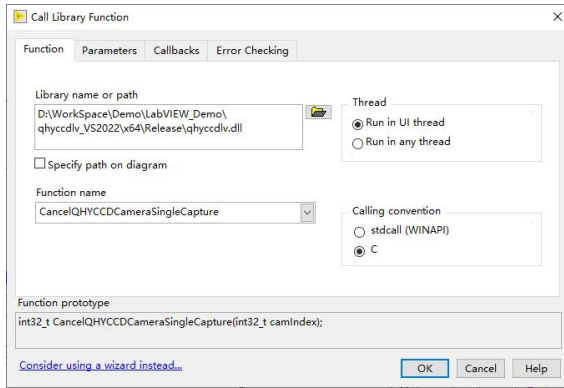 Call Library Function
Function
Parameters
Callbacks
Error Checking
Library name or path
D:\WorkSpace\Demo\LabVIEW_Demo\
qhyccdlv_VS2022\x64\Release\qhyccdlv.dll
Specify path on diagram
Function name
CancelQHYCCDCameraSingleCapture
Thread
Run in UI thread
Run in any thread
Calling convention
stdcall (WINAPI)
C
Function prototype
int32_t CancelQHYCCDCameraSingleCapture(int32_t camIndex);
Consider using a wizard instead...
OK
Cancel
Help